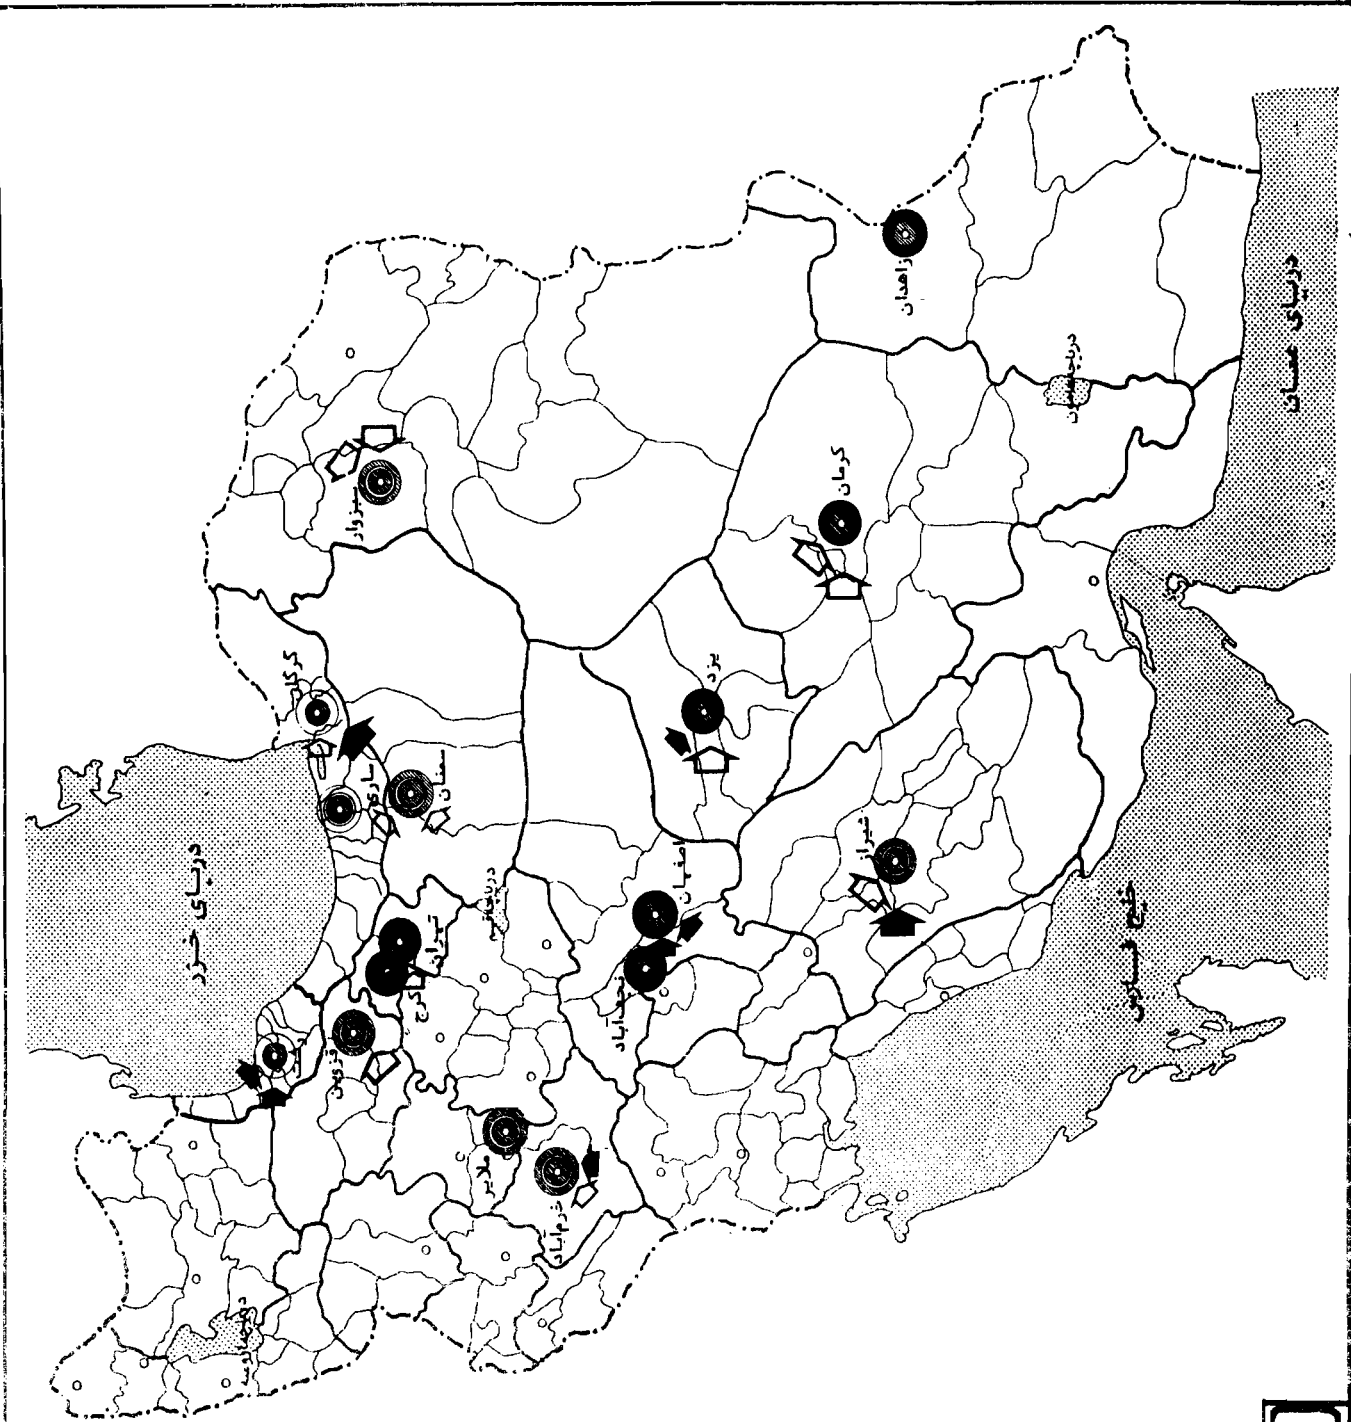 دریای خزر
گرگان
ساری
سمنان
سبزوار
تهران
کرج
قزوین
رشت
ملایر
خرم‌آباد
اصفهان
نجف‌آباد
یزد
کرمان
زاهدان
شیراز
خلیج فارس
دریای عمان